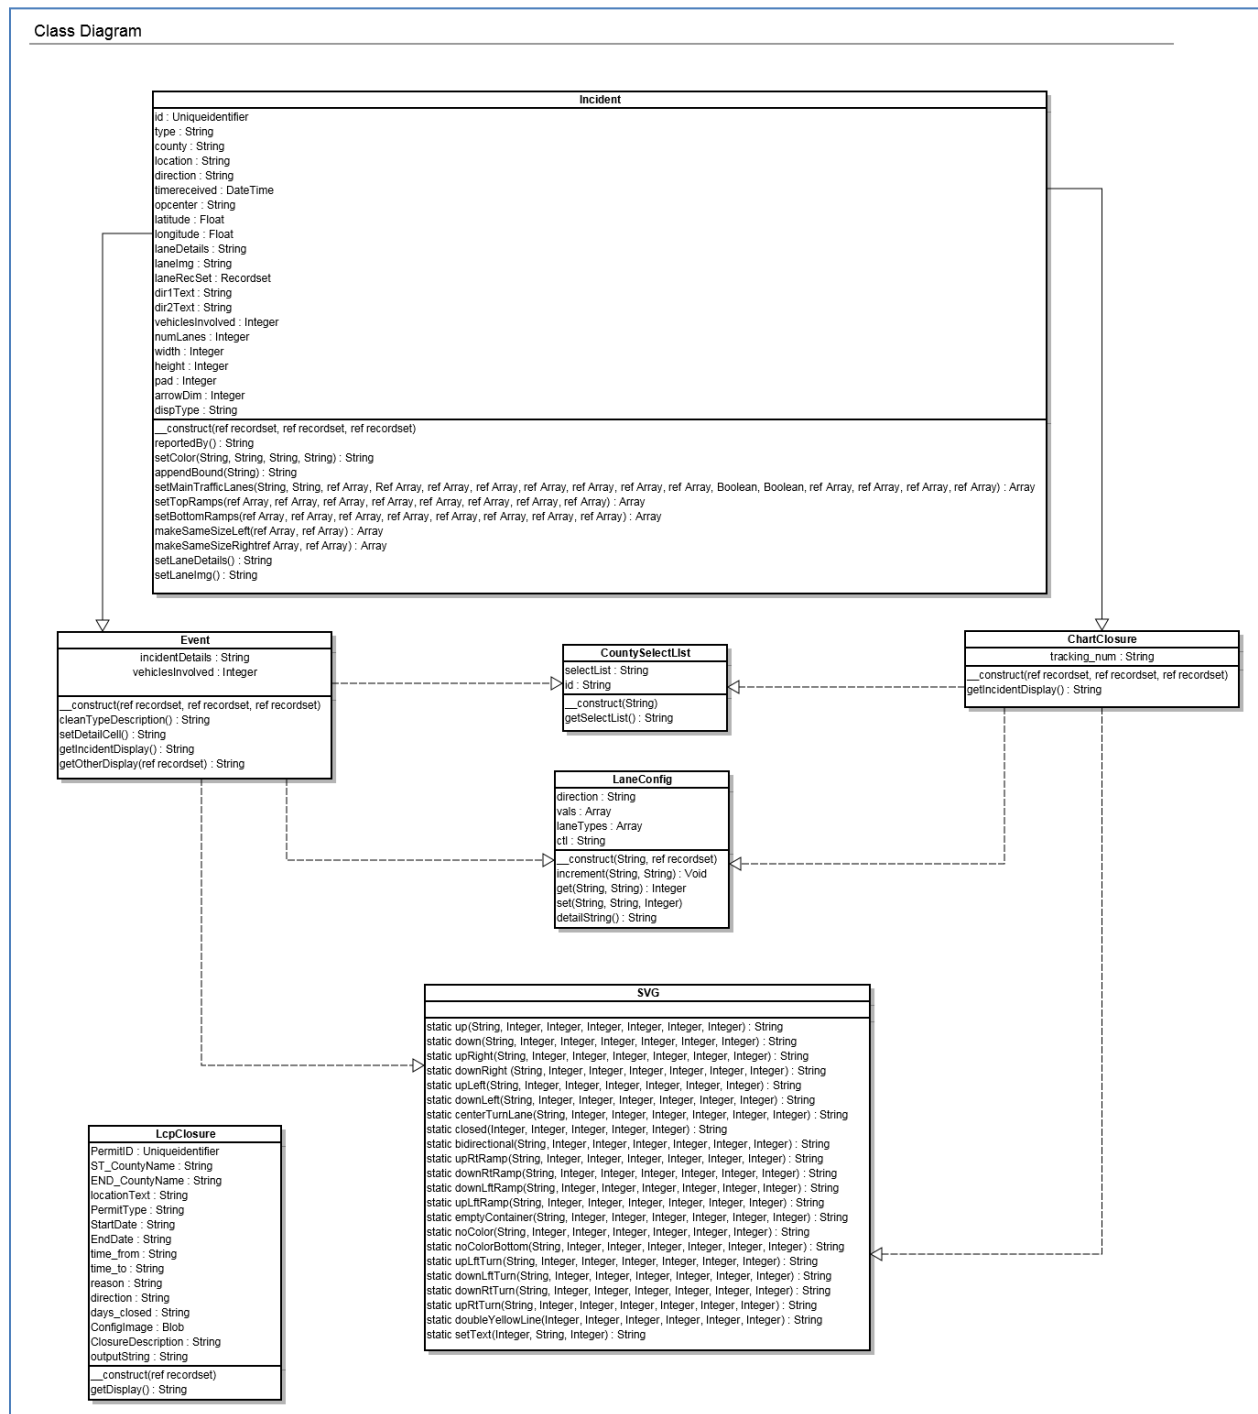 Class Diagram
Incident
id : Uniqueidentifier
type : String
county : String
location : String
direction : String
timereceived : DateTime
opcenter : String
latitude : Float
longitude : Float
laneDetails : String
laneImg : String
laneRecSet : Recordset
dir1Text : String
dir2Text : String
vehiclesInvolved : Integer
numLanes : Integer
width : Integer
height : Integer
pad : Integer
arrowDim : Integer
dispType : String
__construct(ref recordset, ref recordset, ref recordset)
reportedBy() : String
setColor(String, String, String, String) : String
appendBound(String) : String
setMainTrafficLanes(String, String, ref Array, Ref Array, ref Array, ref Array, ref Array, ref Array, ref Array, ref Array, Boolean, Boolean, ref Array, ref Array, ref Array, ref Array) : Array
setTopRamps(ref Array, ref Array, ref Array, ref Array, ref Array, ref Array, ref Array, ref Array) : Array
setBottomRamps(ref Array, ref Array, ref Array, ref Array, ref Array, ref Array, ref Array, ref Array) : Array
makeSameSizeLeft(ref Array, ref Array) : Array
makeSameSizeRightref Array, ref Array) : Array
setLaneDetails() : String
setLaneImg() : String
Event
incidentDetails : String
vehiclesInvolved : Integer
__construct(ref recordset, ref recordset, ref recordset)
cleanTypeDescription() : String
setDetailCell() : String
getIncidentDisplay() : String
getOtherDisplay(ref recordset) : String
CountySelectList
selectList : String
id : String
__construct(String)
getSelectList() : String
ChartClosure
tracking_num : String
__construct(ref recordset, ref recordset, ref recordset)
getIncidentDisplay() : String
LaneConfig
direction : String
vals : Array
laneTypes : Array
ctl : String
__construct(String, ref recordset)
increment(String, String) : Void
get(String, String) : Integer
set(String, String, Integer)
detailString() : String
SVG
static up(String, Integer, Integer, Integer, Integer, Integer, Integer) : String
static down(String, Integer, Integer, Integer, Integer, Integer, Integer) : String
static upRight(String, Integer, Integer, Integer, Integer, Integer, Integer) : String
static downRight (String, Integer, Integer, Integer, Integer, Integer, Integer) : String
static upLeft(String, Integer, Integer, Integer, Integer, Integer, Integer) : String
static downLeft(String, Integer, Integer, Integer, Integer, Integer, Integer) : String
static centerTurnLane(String, Integer, Integer, Integer, Integer, Integer, Integer) : String
static closed(Integer, Integer, Integer, Integer, Integer) : String
static bidirectional(String, Integer, Integer, Integer, Integer, Integer, Integer) : String
static upRtRamp(String, Integer, Integer, Integer, Integer, Integer, Integer) : String
static downRtRamp(String, Integer, Integer, Integer, Integer, Integer, Integer) : String
static downLftRamp(String, Integer, Integer, Integer, Integer, Integer, Integer) : String
static upLftRamp(String, Integer, Integer, Integer, Integer, Integer, Integer) : String
static emptyContainer(String, Integer, Integer, Integer, Integer, Integer, Integer) : String
static noColor(String, Integer, Integer, Integer, Integer, Integer, Integer) : String
static noColorBottom(String, Integer, Integer, Integer, Integer, Integer, Integer) : String
static upLftTurn(String, Integer, Integer, Integer, Integer, Integer, Integer) : String
static downLftTurn(String, Integer, Integer, Integer, Integer, Integer, Integer) : String
static downRtTurn(String, Integer, Integer, Integer, Integer, Integer, Integer) : String
static upRtTurn(String, Integer, Integer, Integer, Integer, Integer, Integer) : String
static doubleYellowLine(Integer, Integer, Integer, Integer, Integer, Integer) : String
static setText(Integer, String, Integer) : String
LcpClosure
PermitID : Uniqueidentifier
ST_CountyName : String
END_CountyName : String
locationText : String
PermitType : String
StartDate : String
EndDate : String
time_from : String
time_to : String
reason : String
direction : String
days_closed : String
ConfigImage : Blob
ClosureDescription : String
outputString : String
__construct(ref recordset)
getDisplay() : String